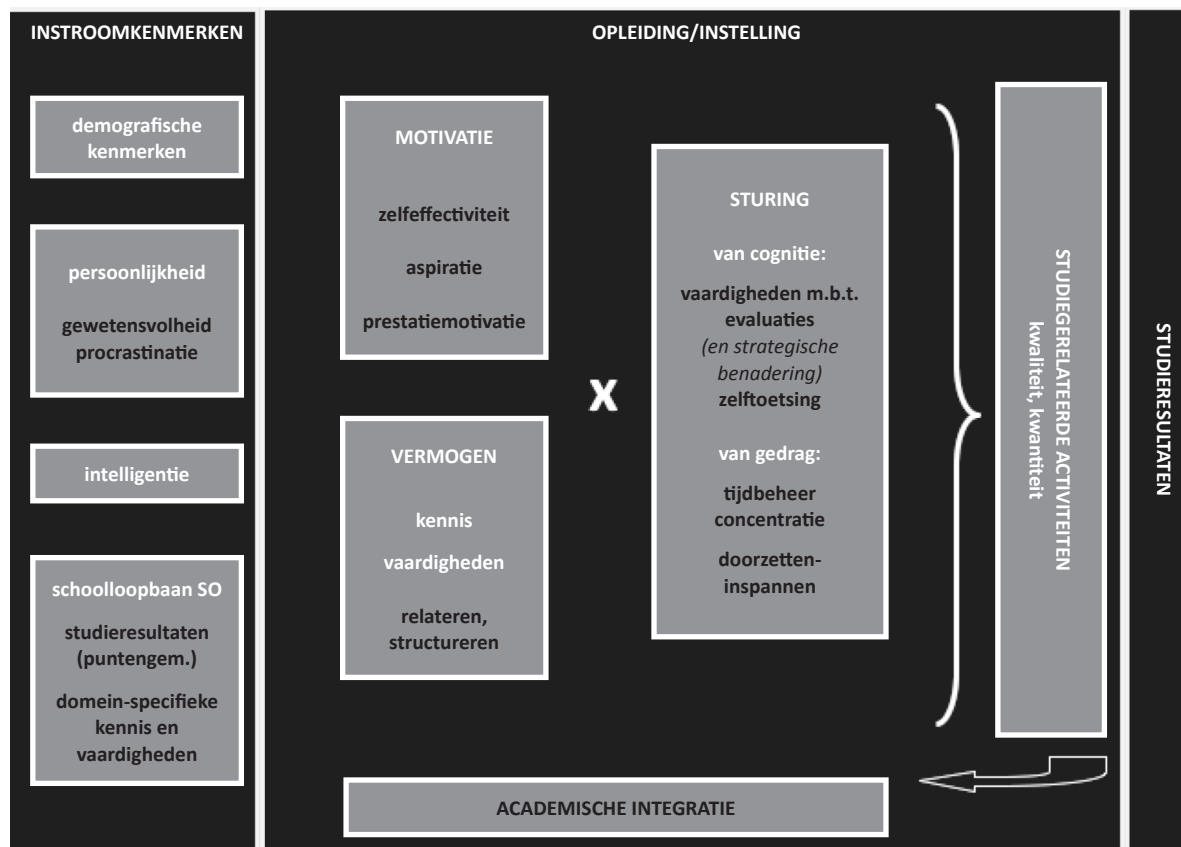 INSTROOMKENMERKEN
demografische
kenmerken
persoonlijkheid
gewetensvolheid
procrastinatie
intelligentie
schoolloopbaan SO
studieresultaten
(puntengem.)
domein-specifieke
kennis en
vaardigheden
OPLEIDING/INSTELLING
MOTIVATIE
zelfeffectiviteit
aspiratie
prestatiemotivatie
VERMOGEN
kennis
vaardigheden
relateren,
structureren
X
STURING
van cognitie:
vaardigheden m.b.t.
evaluaties
(en strategische
benadering)
zelftoetsing
van gedrag:
tijdbeheer
concentratie
doorzetten-
inspannen
STUDIEGERELATEERDE ACTIVITEITEN
kwaliteit, kwantiteit
ACADEMISCHE INTEGRATIE
STUDIERESULTATEN